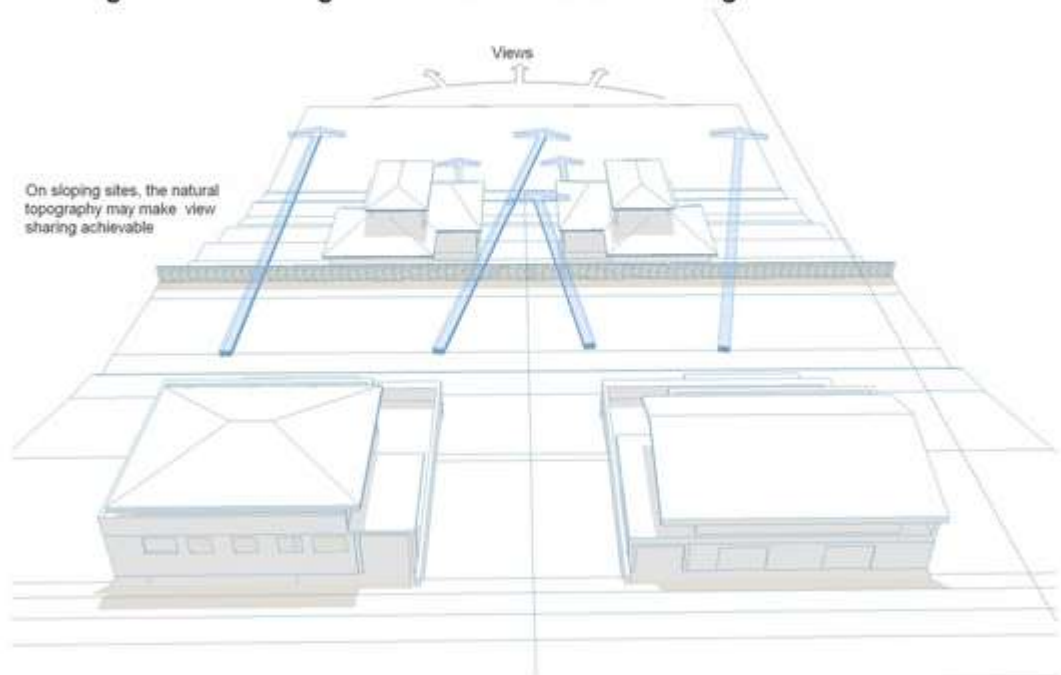 Views
On sloping sites, the natural
topography may make view
sharing achievable